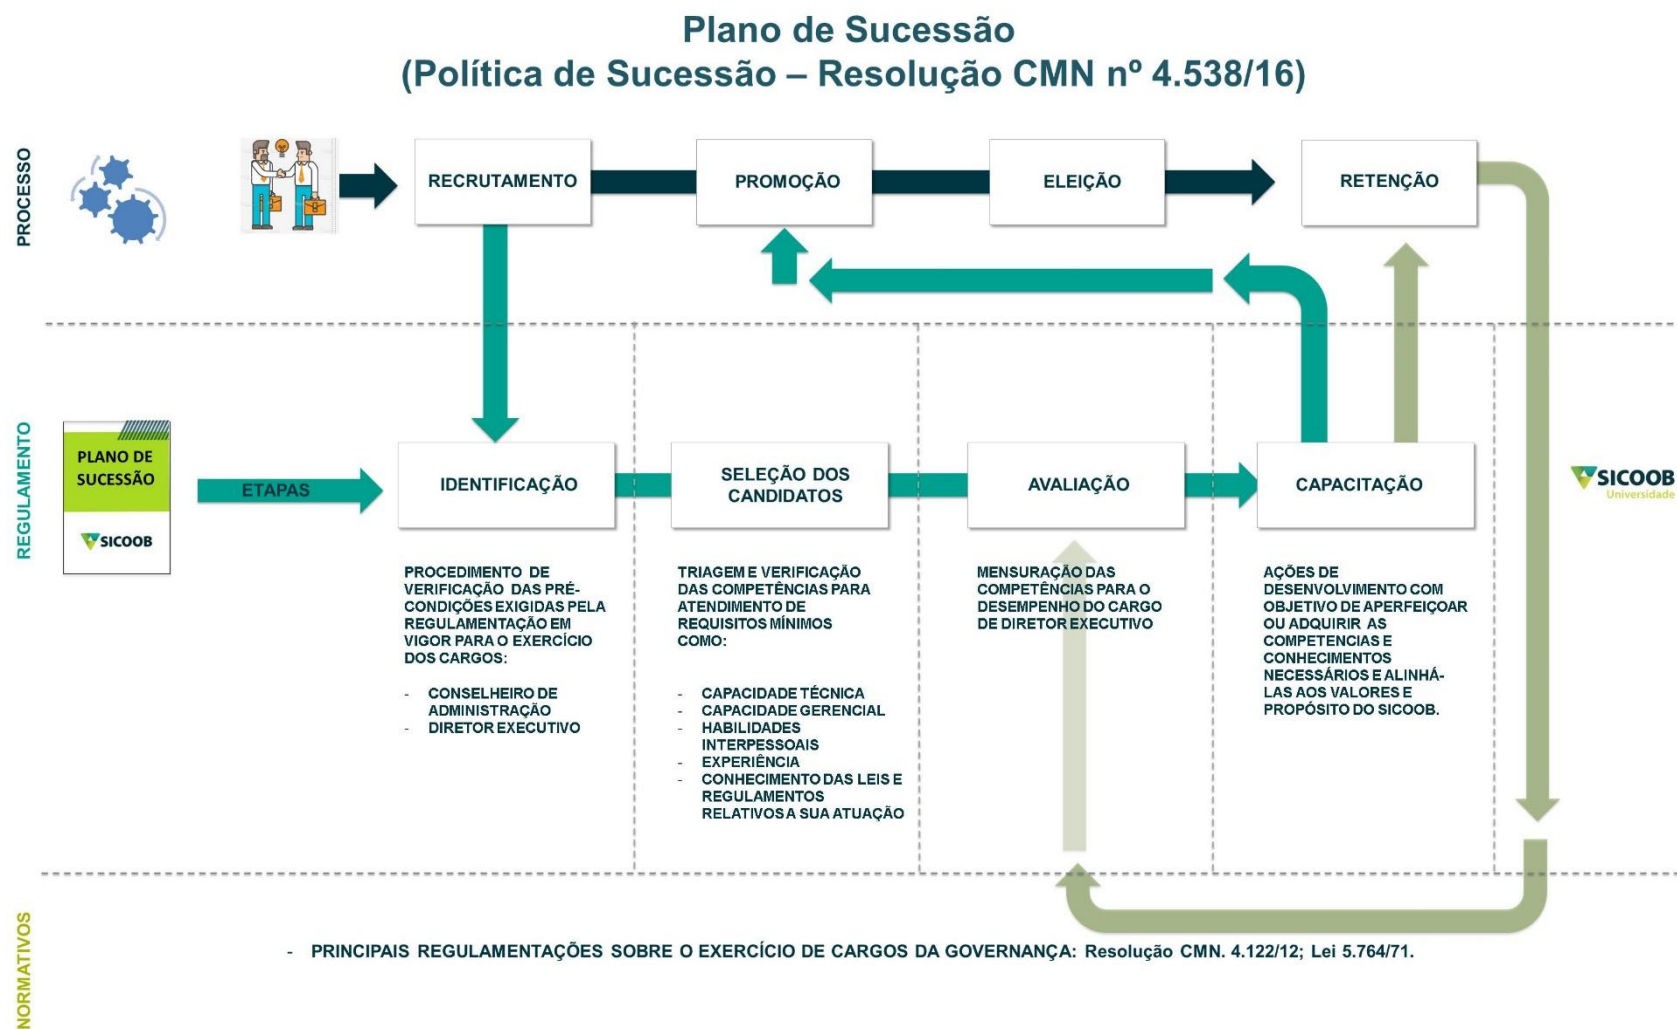 Plano de Sucessão
(Política de Sucessão – Resolução CMN nº 4.538/16)
PROCESSO
RECRUTAMENTO
PROMOÇÃO
ELEIÇÃO
RETENÇÃO
REGULAMENTO
PLANO DE
SUCESSÃO
SICOOB
ETAPAS
IDENTIFICAÇÃO
SELEÇÃO DOS
CANDIDATOS
AVALIAÇÃO
CAPACITAÇÃO
SICOOB
Universidade
PROCEDIMENTO DE
VERIFICAÇÃO DAS PRÉ-
CONDIÇÕES EXIGIDAS PELA
REGULAMENTAÇÃO EM
VIGOR PARA O EXERCÍCIO
DOS CARGOS:
- CONSELHEIRO DE
ADMINISTRAÇÃO
- DIRETOR EXECUTIVO
TRIAGEM E VERIFICAÇÃO
DAS COMPETÊNCIAS PARA
ATENDIMENTO DE
REQUISITOS MÍNIMOS
COMO:
- CAPACIDADE TÉCNICA
- CAPACIDADE GERENCIAL
- HABILIDADES
INTERPESSOAIS
- EXPERIÊNCIA
- CONHECIMENTO DAS LEIS E
REGULAMENTOS
RELATIVOS A SUA ATUAÇÃO
MENSURAÇÃO DAS
COMPETÊNCIAS PARA O
DESEMPENHO DO CARGO
DE DIRETOR EXECUTIVO
AÇÕES DE
DESENVOLVIMENTO COM
OBJETIVO DE APERFEIÇOAR
OU ADQUIRIR AS
COMPETENCIAS E
CONHECIMENTOS
NECESSÁRIOS E ALINHÁ-
LAS AOS VALORES E
PROPÓSITO DO SICOOB.
NORMATIVOS
- PRINCIPAIS REGULAMENTAÇÕES SOBRE O EXERCÍCIO DE CARGOS DA GOVERNANÇA: Resolução CMN. 4.122/12; Lei 5.764/71.